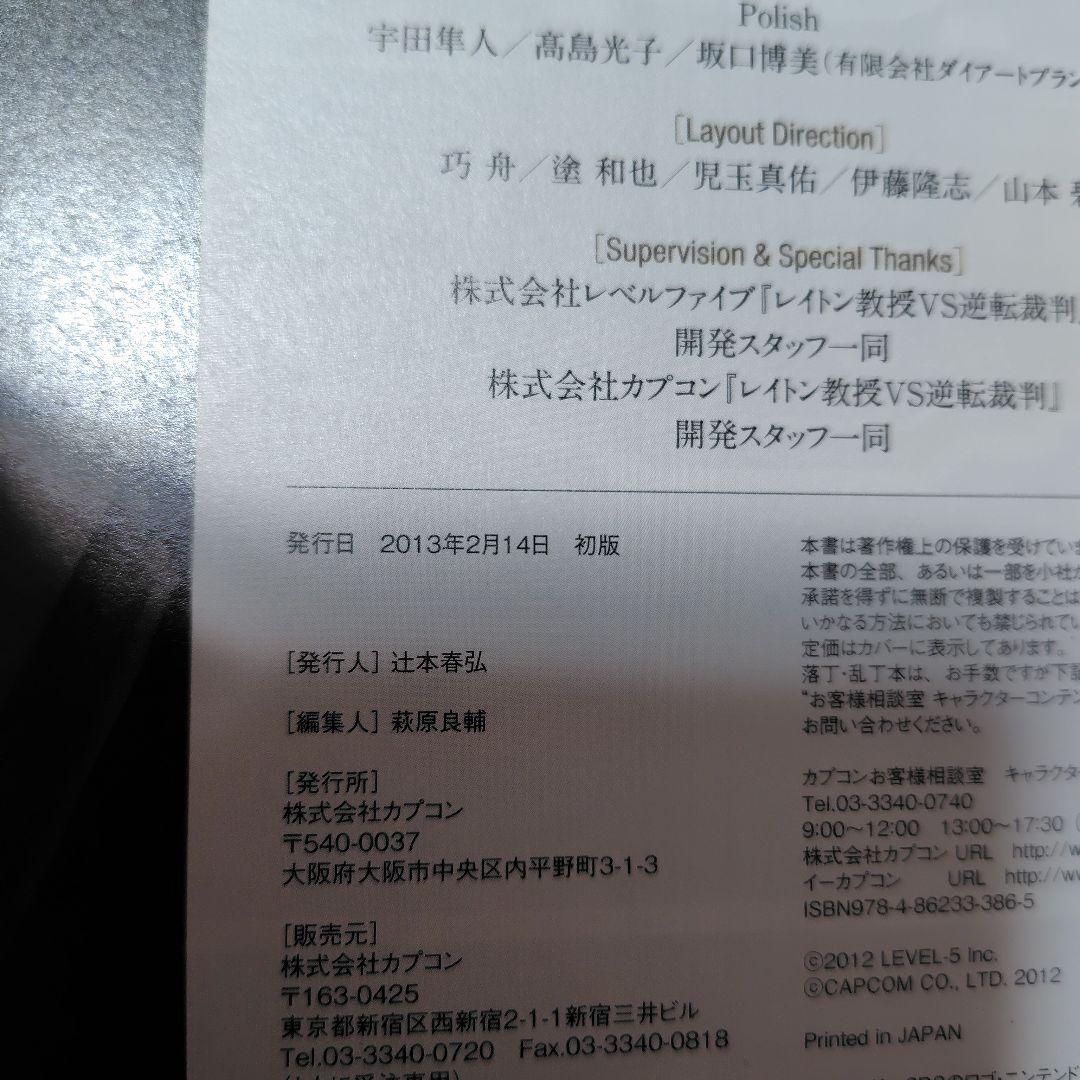 Polish
宇田隼人／髙島光子／坂口博美（有限会社ダイアートプラン
［Layout Direction］
巧 舟／塗 和也／児玉真佑／伊藤隆志／山本
［Supervision & Special Thanks］
株式会社レベルファイブ『レイトン教授VS逆転裁判』
開発スタッフ一同
株式会社カプコン『レイトン教授VS逆転裁判』
開発スタッフ一同
発行日 2013年2月14日 初版
［発行人］辻本春弘
［編集人］萩原良輔
［発行所］
株式会社カプコン
〒540-0037
大阪府大阪市中央区内平野町3-1-3
［販売元］
株式会社カプコン
〒163-0425
東京都新宿区西新宿2-1-1新宿三井ビル
Tel.03-3340-0720 Fax.03-3340-0818
本書は著作権上の保護を受けていま
本書の全部、あるいは一部を小社か
承諾を得ずに無断で複製することは
いかなる方法においても禁じられてい
定価はカバーに表示してあります。
落丁・乱丁本は、お手数ですが下記
“お客様相談室 キャラクターコンテン
お問い合わせください。
カプコンお客様相談室 キャラクタ
Tel.03-3340-0740
9:00～12:00 13:00～17:30
株式会社カプコン URL http://w
イーカプコン URL http://ww
ISBN978-4-86233-386-5
©2012 LEVEL-5 Inc.
©CAPCOM CO., LTD. 2012
Printed in JAPAN